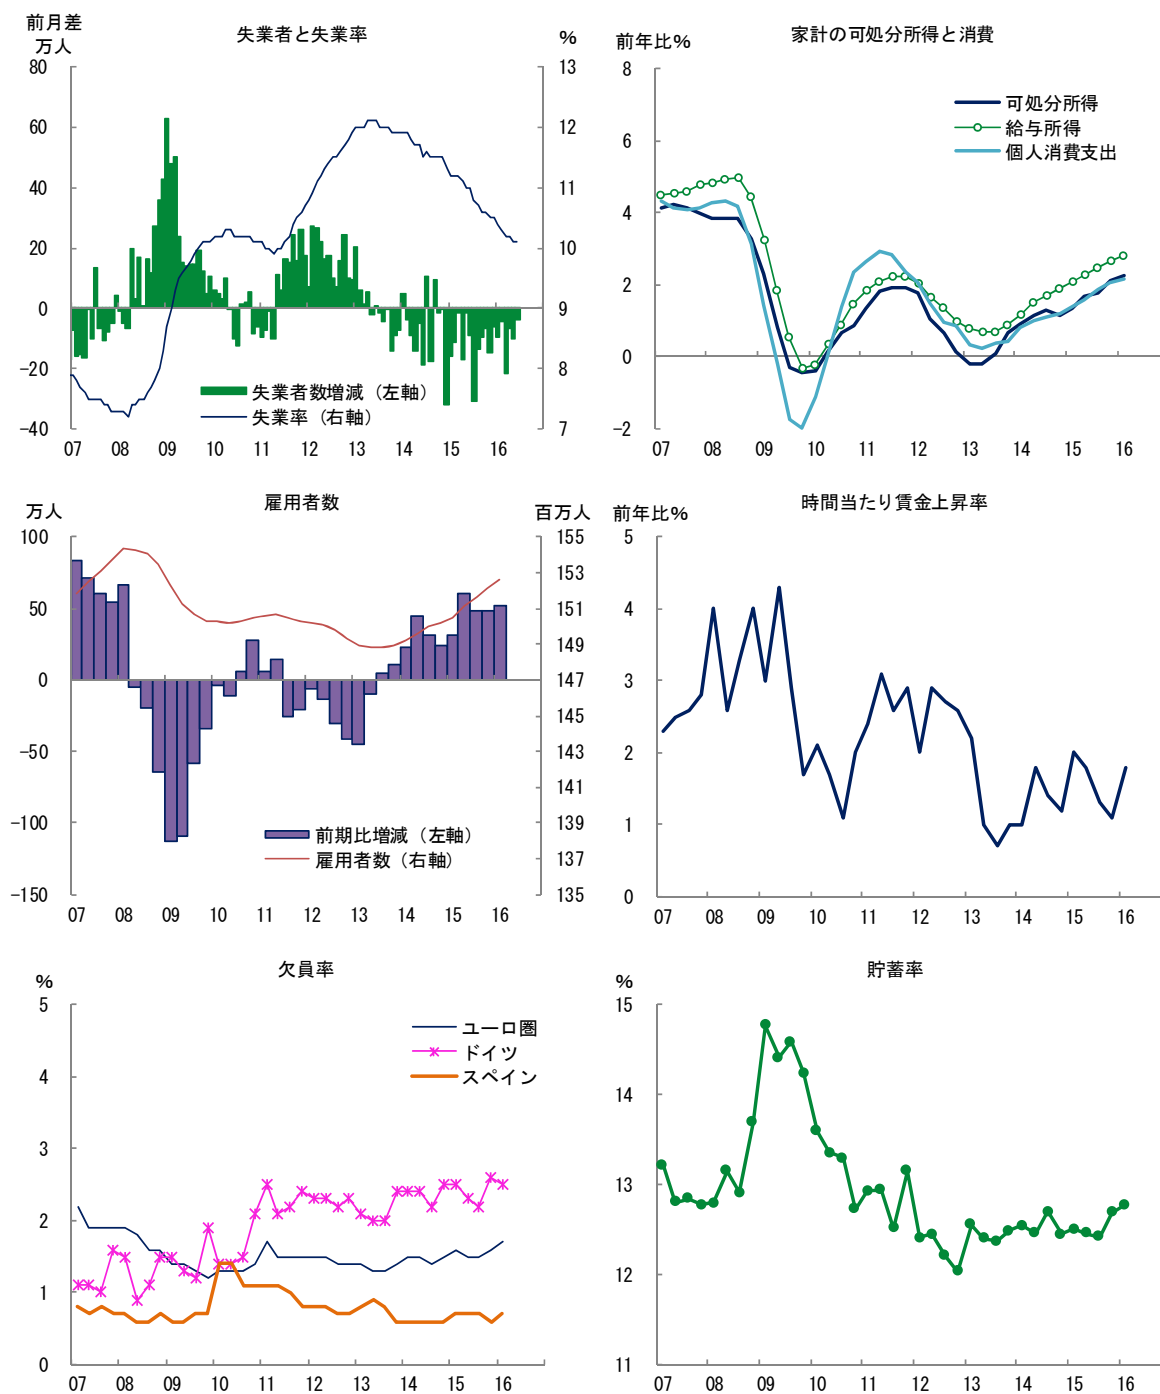 失業者と失業率
前月差
万人
%
80
60
40
20
0
-20
-40
13
12
11
10
9
8
7
失業者数増減（左軸）
失業率（右軸）
07 08 09 10 11 12 13 14 15 16
家計の可処分所得と消費
前年比%
8
6
4
2
0
-2
可処分所得
給与所得
個人消費支出
07 08 09 10 11 12 13 14 15 16
雇用者数
万人
百万人
100
50
0
-50
-100
-150
155
153
151
149
147
145
143
141
139
137
135
前期比増減（左軸）
雇用者数（右軸）
07 08 09 10 11 12 13 14 15 16
時間当たり賃金上昇率
前年比%
5
4
3
2
1
0
07 08 09 10 11 12 13 14 15 16
欠員率
%
5
4
3
2
1
0
ユーロ圏
ドイツ
スペイン
07 08 09 10 11 12 13 14 15 16
貯蓄率
%
15
14
13
12
11
07 08 09 10 11 12 13 14 15 16